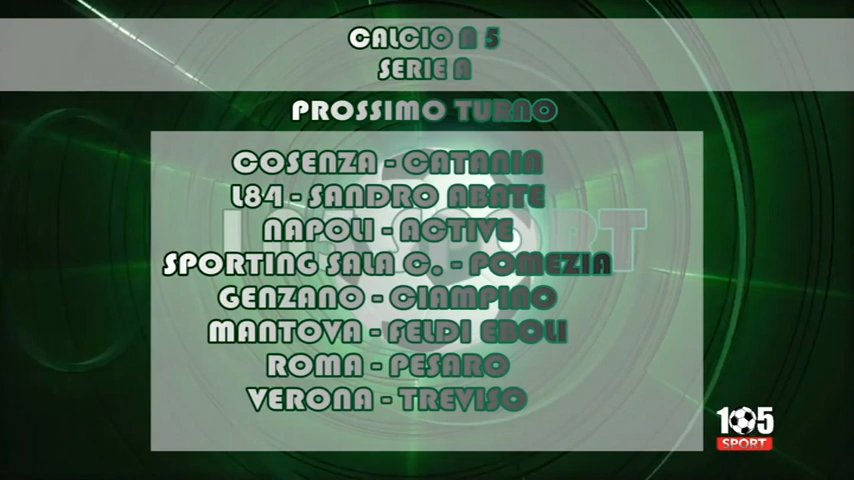 CALCIO A 5
SERIE A
PROSSIMO TURNO
COSENZA - CATANIA
L84 - SANDRO ABATE
NAPOLI - ACTIVE
SPORTING SALA C. - POMEZIA
GENZANO - CIAMPINO
MANTOVA - FELDI EBOLI
ROMA - PESARO
VERONA - TREVISO
105
SPORT